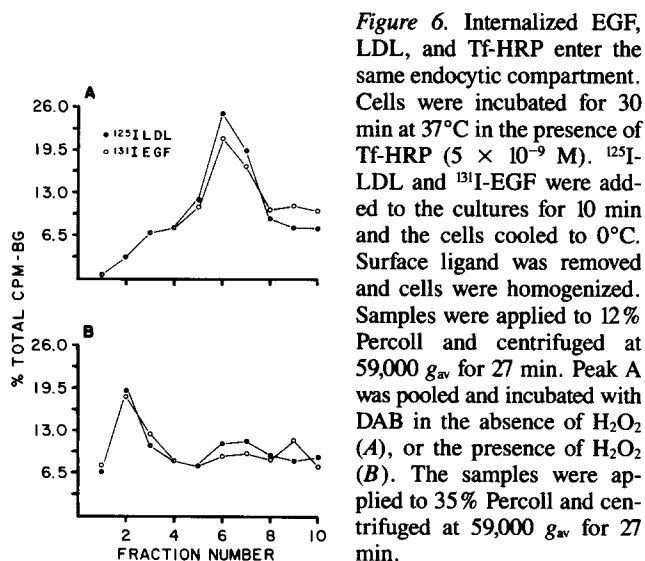 A
26.0
19.5
13.0
6.5
● ¹²⁵I LDL
○ ¹³¹I EGF
% TOTAL CPM-BG
B
26.0
19.5
13.0
6.5
2
4
6
8
10
FRACTION NUMBER
Figure 6. Internalized EGF,
LDL, and Tf-HRP enter the
same endocytic compartment.
Cells were incubated for 30
min at 37°C in the presence of
Tf-HRP (5 × 10⁻⁹ M). ¹²⁵I-
LDL and ¹³¹I-EGF were add-
ed to the cultures for 10 min
and the cells cooled to 0°C.
Surface ligand was removed
and cells were homogenized.
Samples were applied to 12%
Percoll and centrifuged at
59,000 gav for 27 min. Peak A
was pooled and incubated with
DAB in the absence of H₂O₂
(A), or the presence of H₂O₂
(B). The samples were ap-
plied to 35% Percoll and cen-
trifuged at 59,000 gav for 27
min.